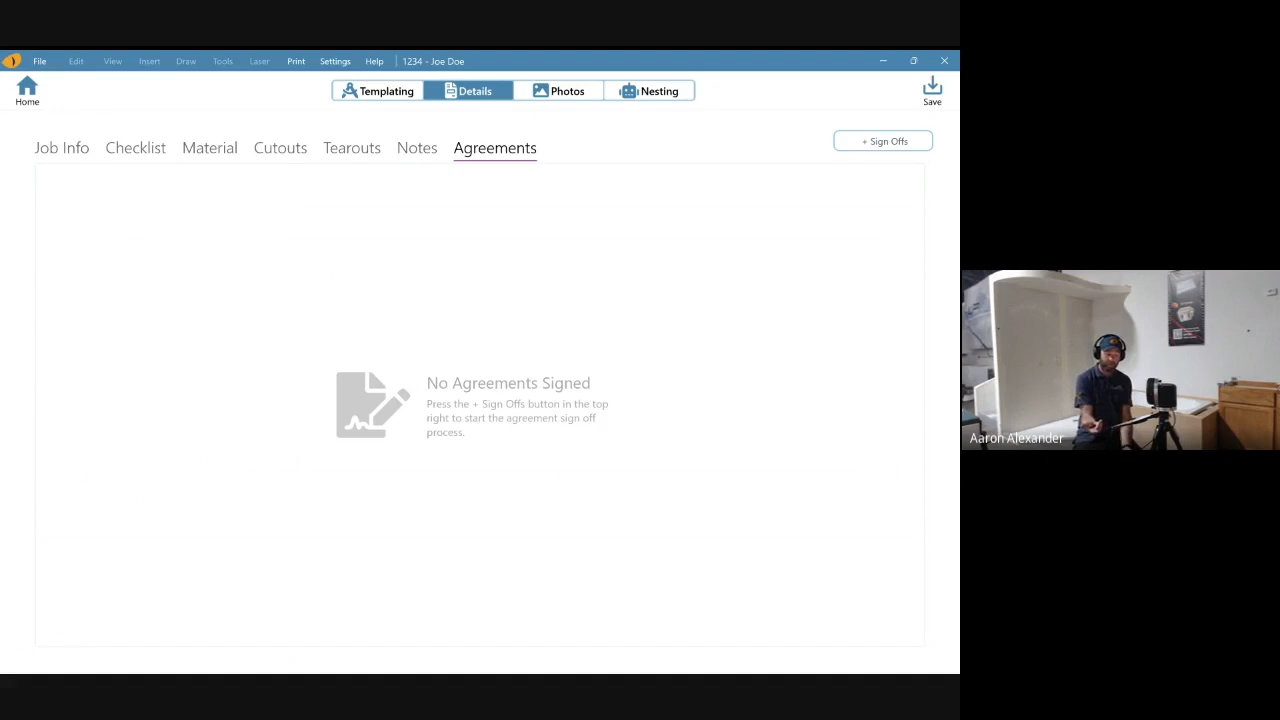 File Edit View Insert Draw Tools Laser Print Settings Help 1234 - Joe Doe
Home
Templating Details Photos Nesting
Save
Job Info Checklist Material Cutouts Tearouts Notes Agreements
+ Sign Offs
No Agreements Signed
Press the + Sign Offs button in the top
right to start the agreement sign off
process.
Aaron Alexander